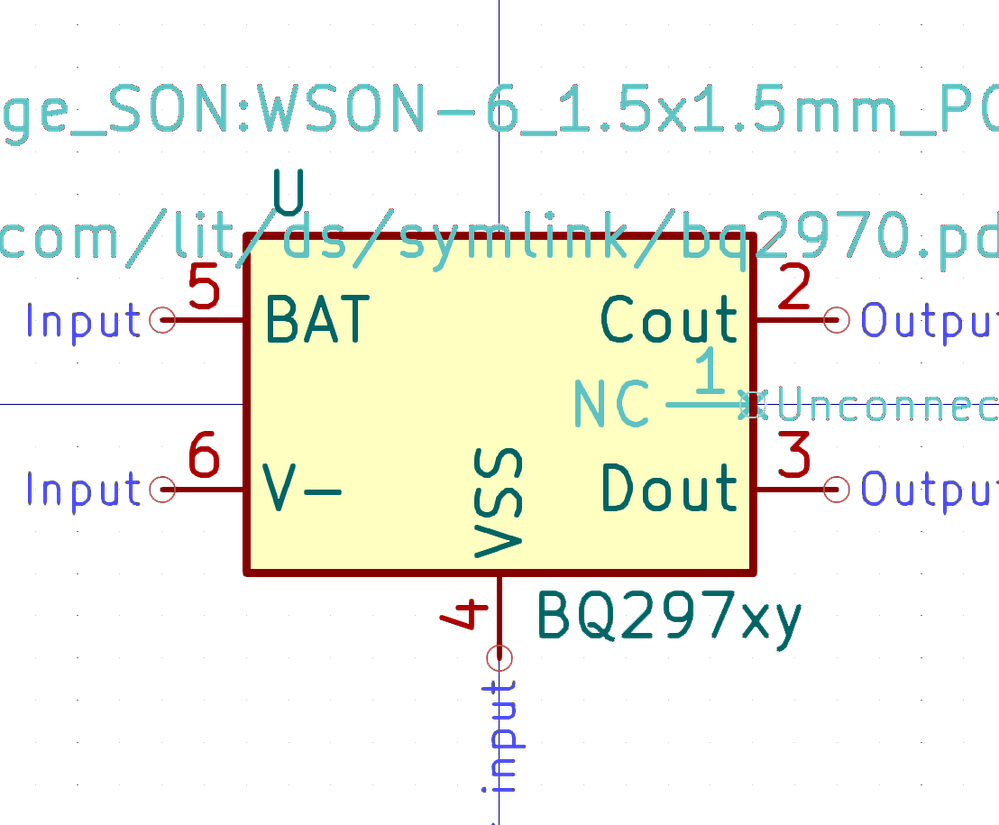 ge_SON:WSON-6_1.5x1.5mm_P
U
com/lit/ds/symlink/bq2970.pd
5
2
Input
BAT
Cout
Outpu
1
NC
Unconnec
6
3
Input
V-
Dout
Output
VSS
4
BQ297xy
input